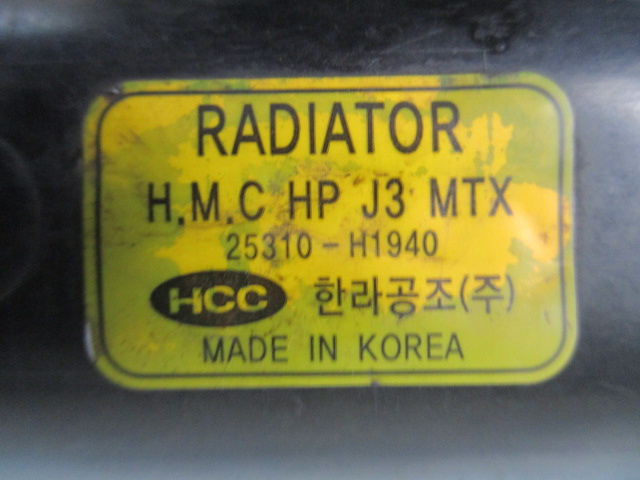 RADIATOR
H.M.C HP J3 MTX
25310-H1940
HCC 한라공조(주)
MADE IN KOREA